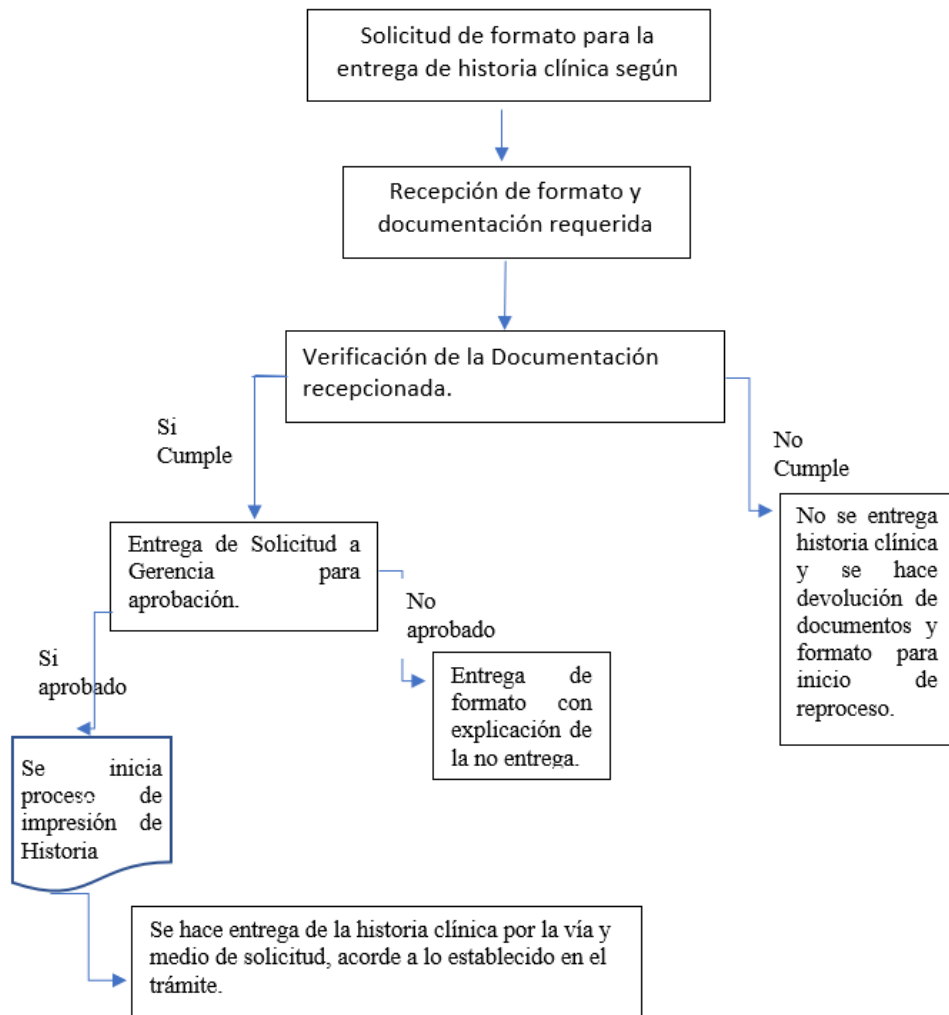 Solicitud de formato para la
entrega de historia clínica según
Recepción de formato y
documentación requerida
Verificación de la Documentación
recepcionada.
Si
Cumple
No
Cumple
Entrega de Solicitud a
Gerencia para
aprobación.
No
aprobado
No se entrega
historia clínica
y se hace
devolución de
documentos y
formato para
inicio de
reproceso.
Si
aprobado
Entrega de
formato con
explicación de
la no entrega.
Se inicia
proceso de
impresión de
Historia
Se hace entrega de la historia clínica por la vía y
medio de solicitud, acorde a lo establecido en el
trámite.